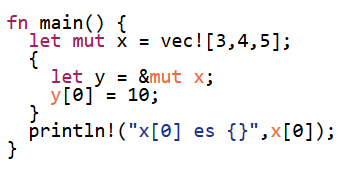 fn main() {
  let mut x = vec![3,4,5];
  {
    let y = &mut x;
    y[0] = 10;
  }
  println!("x[0] es {}",x[0]);
}